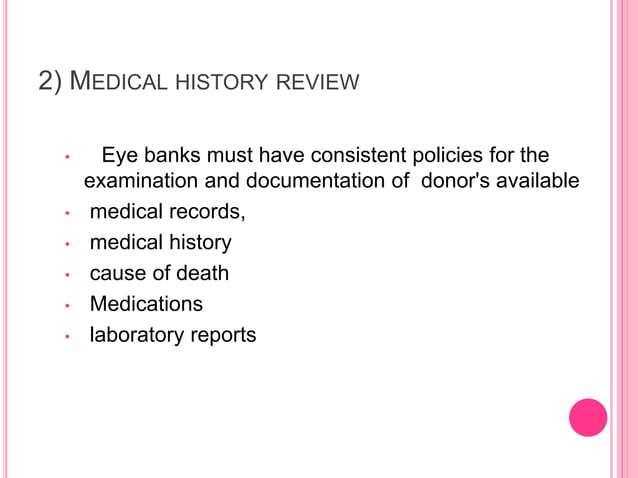 2) MEDICAL HISTORY REVIEW
• Eye banks must have consistent policies for the
examination and documentation of donor's available
• medical records,
• medical history
• cause of death
• Medications
• laboratory reports